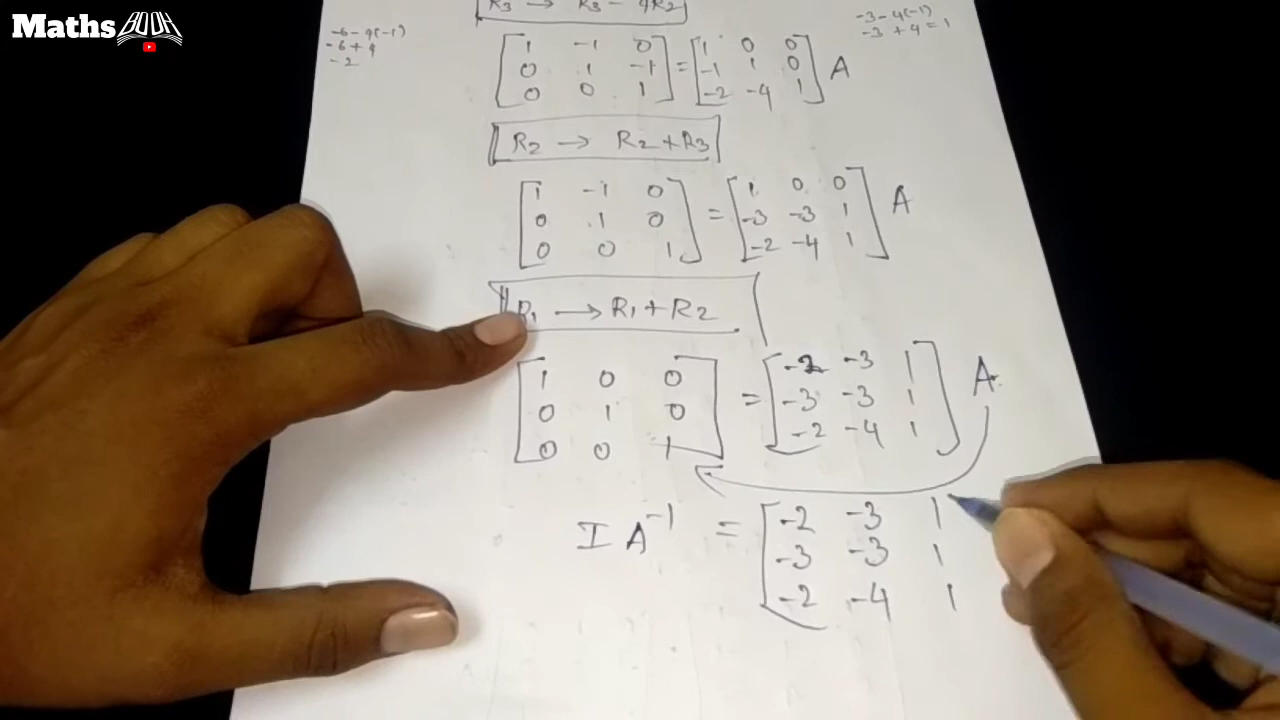 Maths BOOK
R3 → R3 - 4R2
-6-4(-1)
-6+4
-2
-3-4(-1)
-3+4=1
1 -1 0 = 1 0 0
0 1 -1 -1 1 0 A
0 0 1 -2 -4 1
R2 → R2+R3
1 -1 0 = 1 0 0
0 1 0 -3 -3 1 A
0 0 1 -2 -4 1
R1 → R1+R2
1 0 0 = -2 -3 1
0 1 0 -3 -3 1 A
0 0 1 -2 -4 1
I A⁻¹ = -2 -3 1
-3 -3 1
-2 -4 1